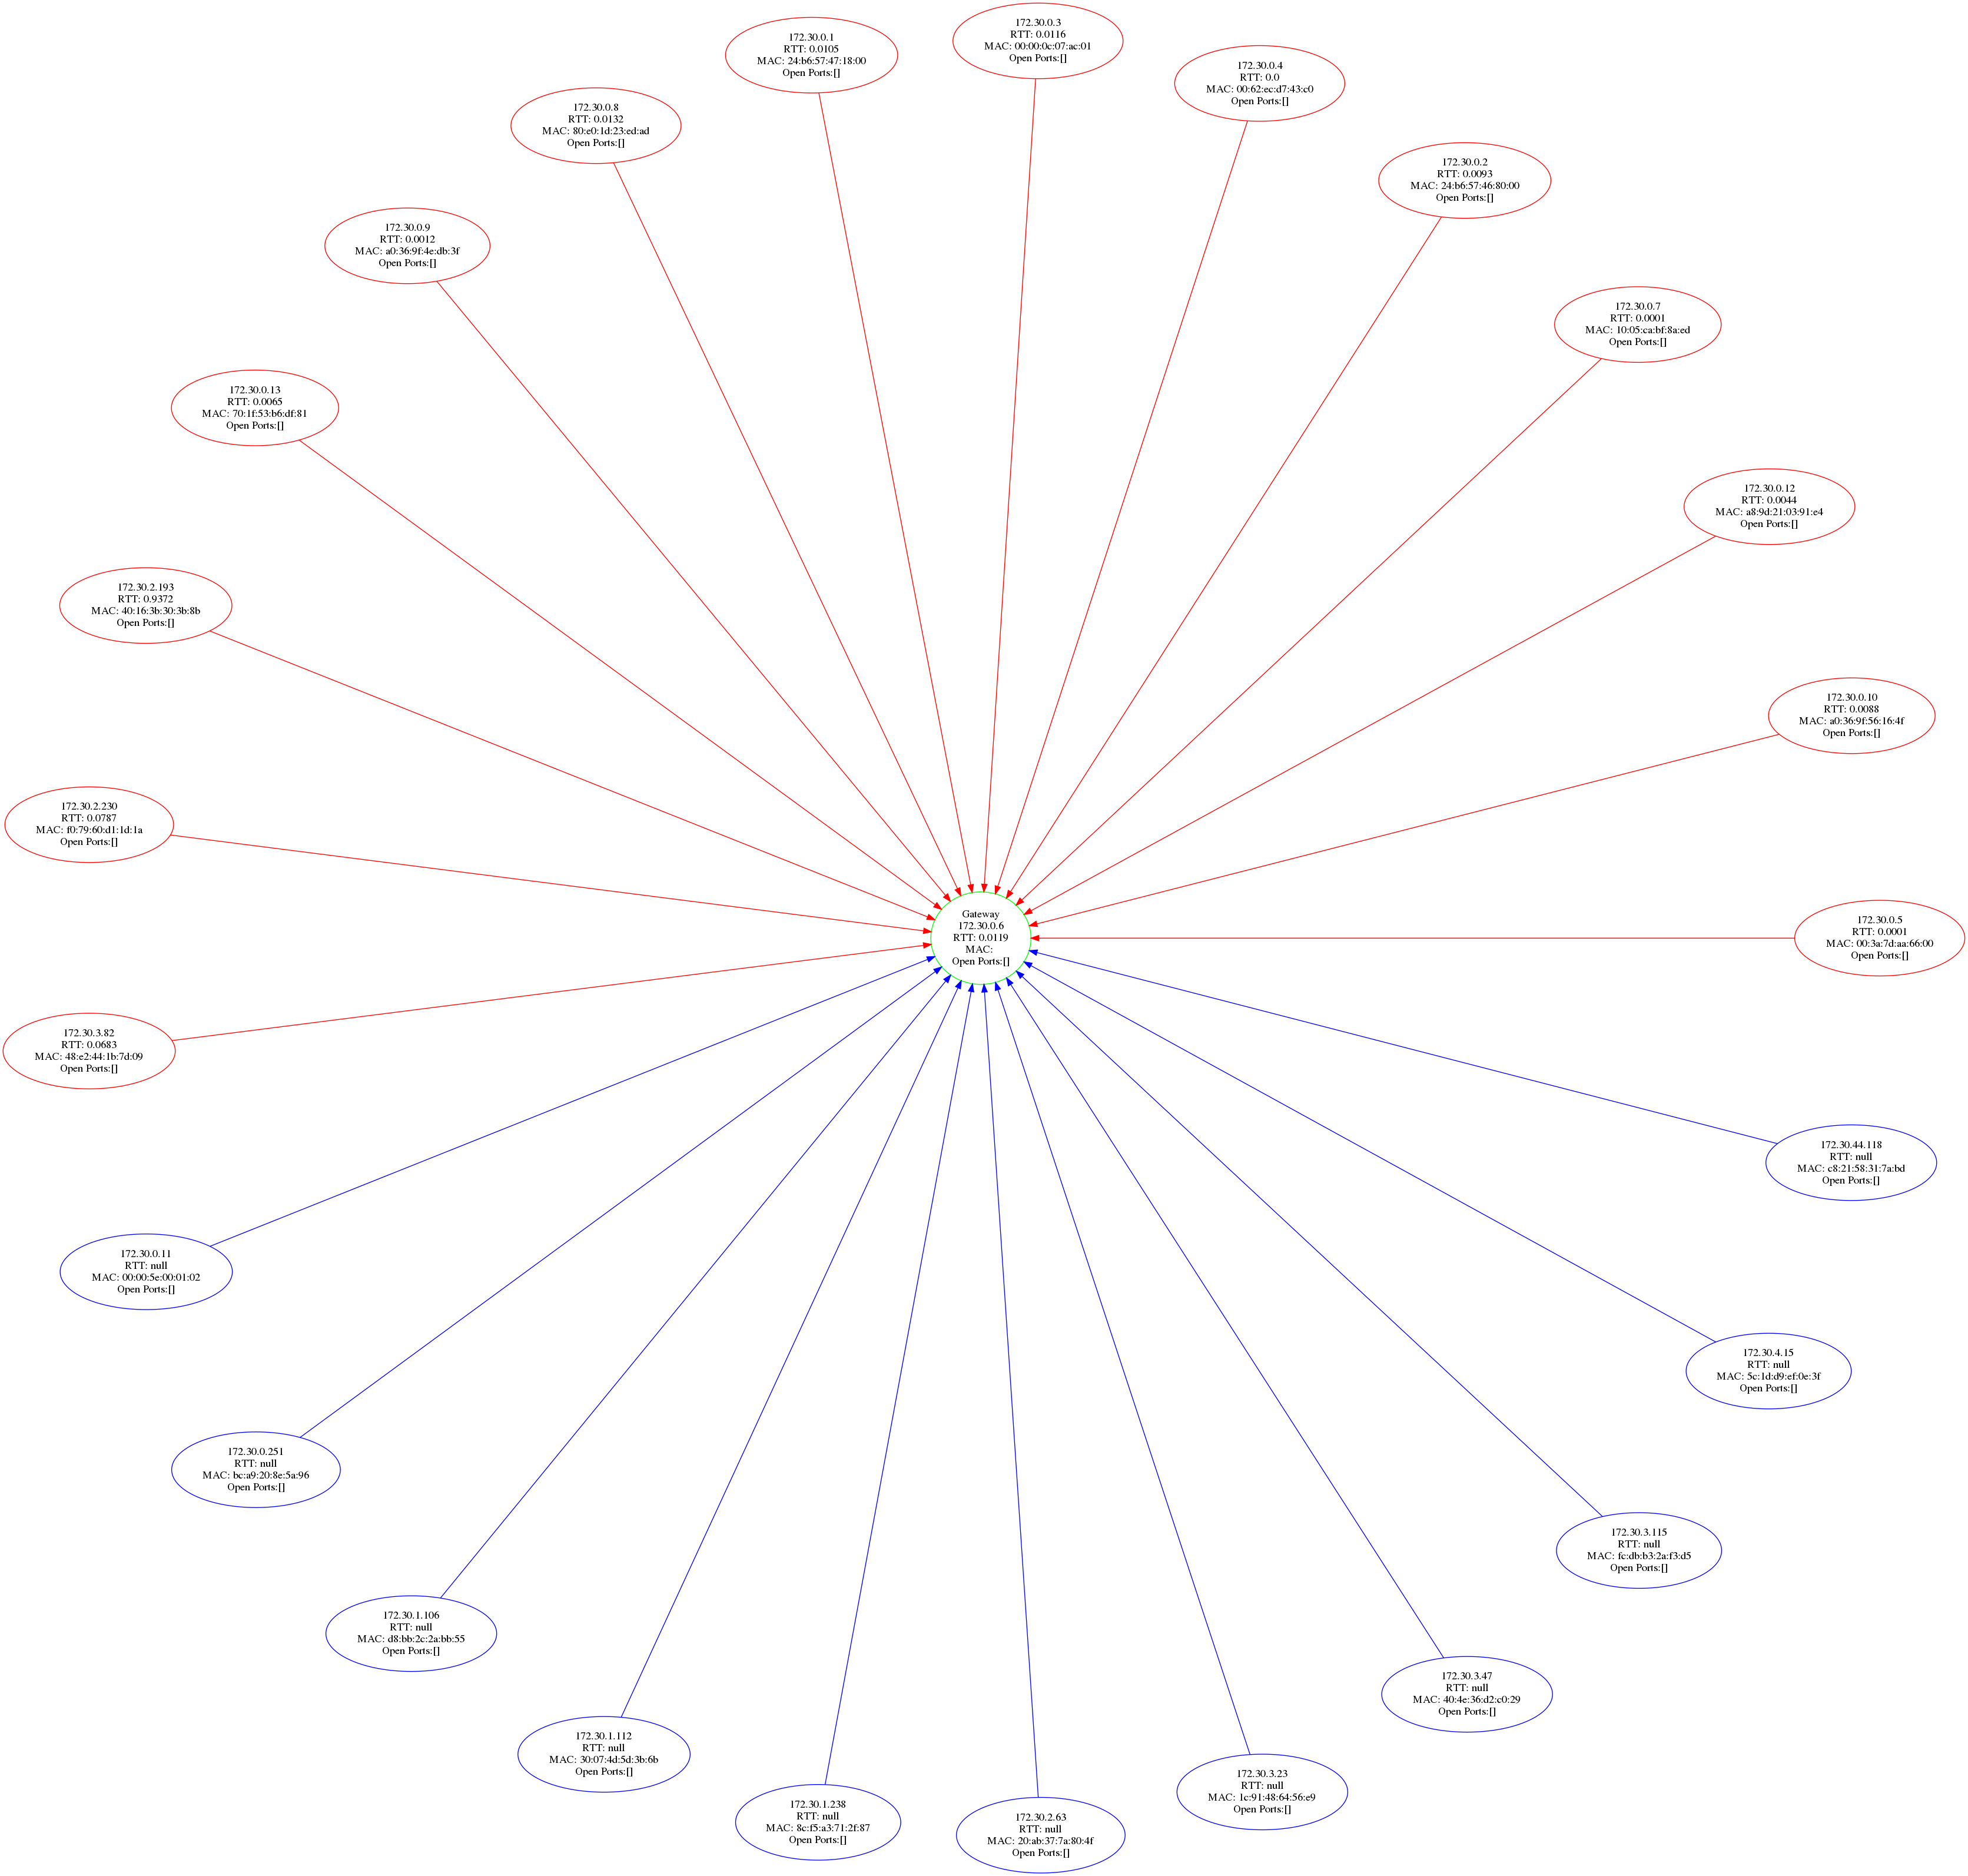 172.30.0.3
RTT: 0.0116
MAC: 00:00:0c:07:ac:01
Open Ports:[]
172.30.0.1
RTT: 0.0105
MAC: 24:b6:57:47:18:00
Open Ports:[]
172.30.0.4
RTT: 0.0
MAC: 00:62:ec:d7:43:c0
Open Ports:[]
172.30.0.8
RTT: 0.0132
MAC: 80:e0:1d:23:ed:ad
Open Ports:[]
172.30.0.2
RTT: 0.0093
MAC: 24:b6:57:46:80:00
Open Ports:[]
172.30.0.9
RTT: 0.0012
MAC: a0:36:9f:4e:db:3f
Open Ports:[]
172.30.0.7
RTT: 0.0001
MAC: 10:05:ca:bf:8a:ed
Open Ports:[]
172.30.0.13
RTT: 0.0065
MAC: 70:1f:53:b6:df:81
Open Ports:[]
172.30.0.12
RTT: 0.0044
MAC: a8:9d:21:03:91:e4
Open Ports:[]
172.30.2.193
RTT: 0.9372
MAC: 40:16:3b:30:3b:8b
Open Ports:[]
172.30.0.10
RTT: 0.0088
MAC: a0:36:9f:56:16:4f
Open Ports:[]
172.30.2.230
RTT: 0.0787
MAC: f0:79:60:d1:1d:1a
Open Ports:[]
Gateway
172.30.0.6
RTT: 0.0119
MAC:
Open Ports:[]
172.30.0.5
RTT: 0.0001
MAC: 00:3a:7d:aa:66:00
Open Ports:[]
172.30.3.82
RTT: 0.0683
MAC: 48:e2:44:1b:7d:09
Open Ports:[]
172.30.44.118
RTT: null
MAC: c8:21:58:31:7a:bd
Open Ports:[]
172.30.0.11
RTT: null
MAC: 00:00:5e:00:01:02
Open Ports:[]
172.30.4.15
RTT: null
MAC: 5c:1d:d9:ef:0e:3f
Open Ports:[]
172.30.0.251
RTT: null
MAC: bc:a9:20:8e:5a:96
Open Ports:[]
172.30.3.115
RTT: null
MAC: fc:db:b3:2a:f3:d5
Open Ports:[]
172.30.1.106
RTT: null
MAC: d8:bb:2c:2a:bb:55
Open Ports:[]
172.30.3.47
RTT: null
MAC: 40:4e:36:d2:c0:29
Open Ports:[]
172.30.1.112
RTT: null
MAC: 30:07:4d:5d:3b:6b
Open Ports:[]
172.30.3.23
RTT: null
MAC: 1c:91:48:64:56:e9
Open Ports:[]
172.30.1.238
RTT: null
MAC: 8c:f5:a3:71:2f:87
Open Ports:[]
172.30.2.63
RTT: null
MAC: 20:ab:37:7a:80:4f
Open Ports:[]